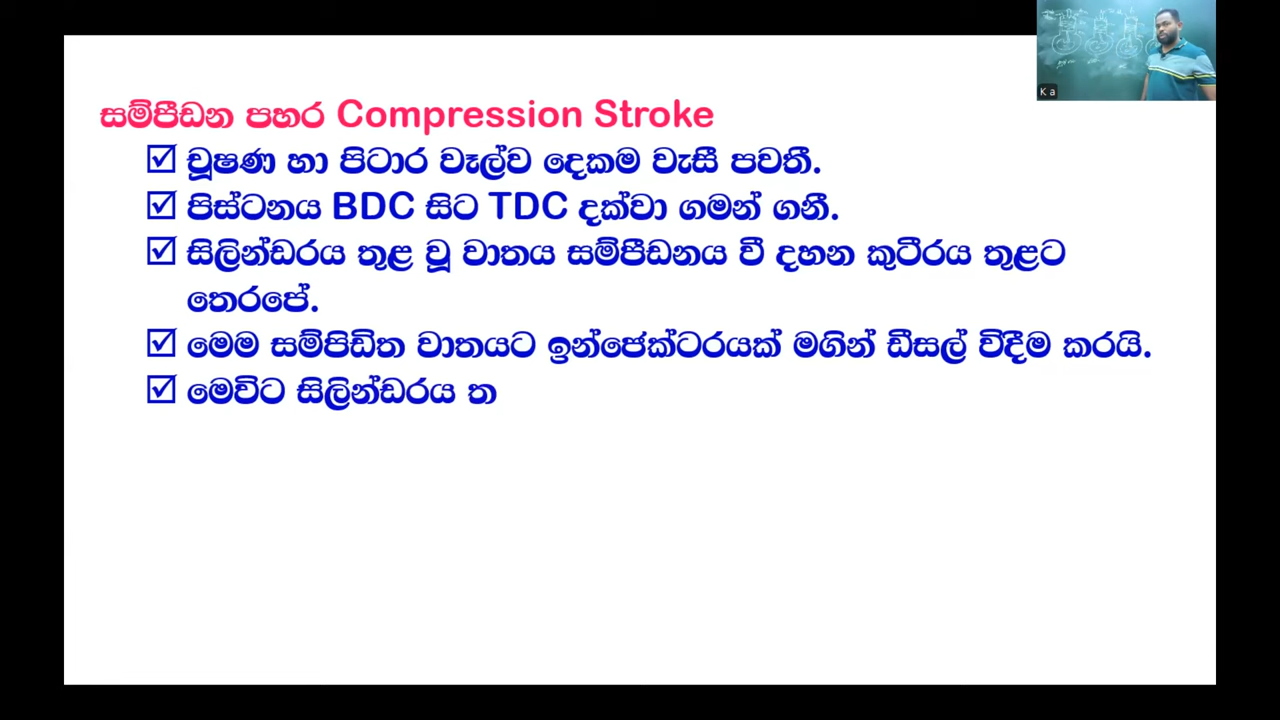 සම්පීඩන පහර Compression Stroke
☑ චූෂණ හා පිටාර වෑල්ව දෙකම වැසී පවතී.
☑ පිස්ටනය BDC සිට TDC දක්වා ගමන් ගනී.
☑ සිලින්ඩරය තුළ වූ වාතය සම්පීඩනය වී දහන කුටීරය තුළට
තෙරපේ.
☑ මෙම සම්පිඩිත වාතයට ඉන්ජෙක්ටරයක් මගින් ඩීසල් විදීම කරයි.
☑ මෙවිට සිලින්ඩරය ත
K a